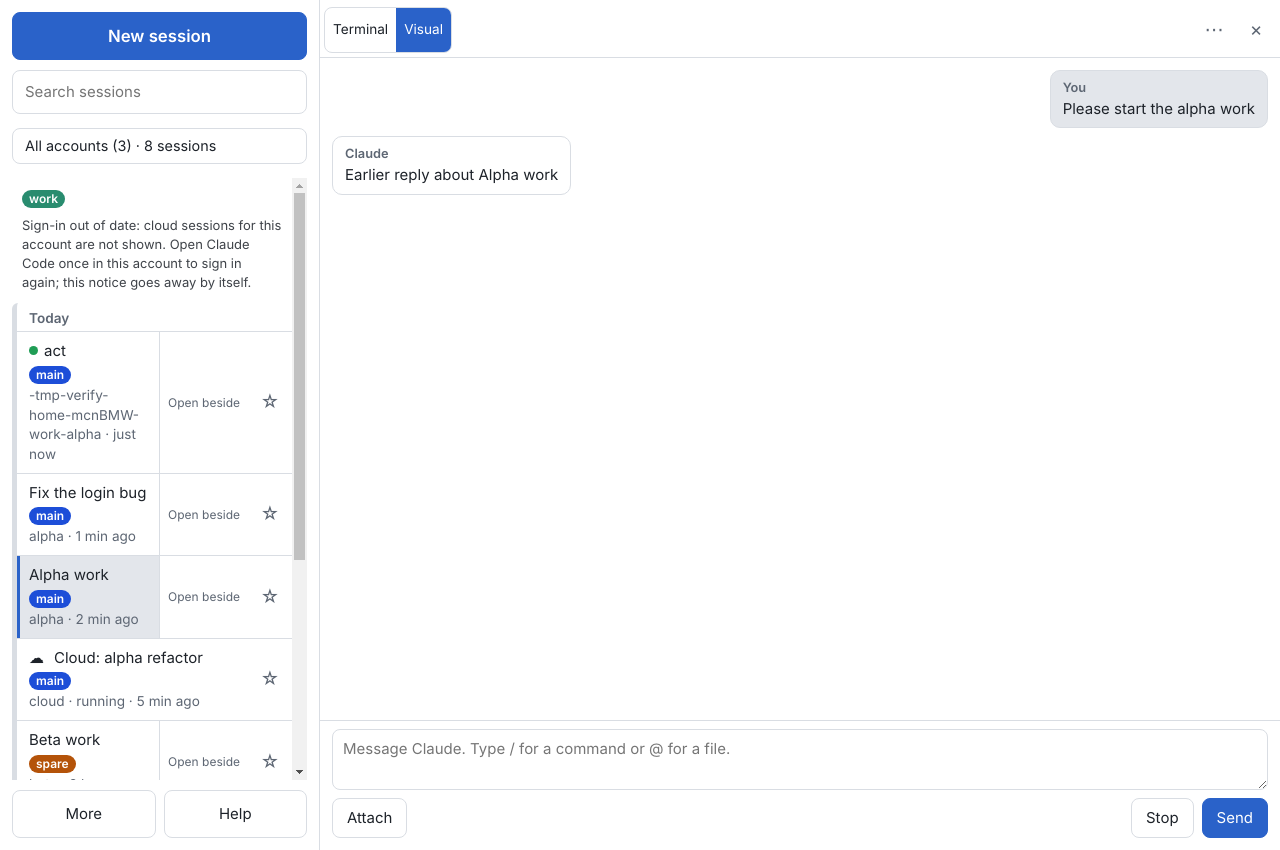 New session
Search sessions
All accounts (3) · 8 sessions
work
Sign-in out of date: cloud sessions for this
account are not shown. Open Claude
Code once in this account to sign in
again; this notice goes away by itself.
Today
act
main
-tmp-verify-
home-mcnBMW-
work-alpha · just
now
Open beside
Fix the login bug
main
alpha · 1 min ago
Open beside
Alpha work
main
alpha · 2 min ago
Open beside
Cloud: alpha refactor
main
cloud · running · 5 min ago
Beta work
spare
Open beside
More
Help
Terminal
Visual
You
Please start the alpha work
Claude
Earlier reply about Alpha work
Message Claude. Type / for a command or @ for a file.
Attach
Stop
Send